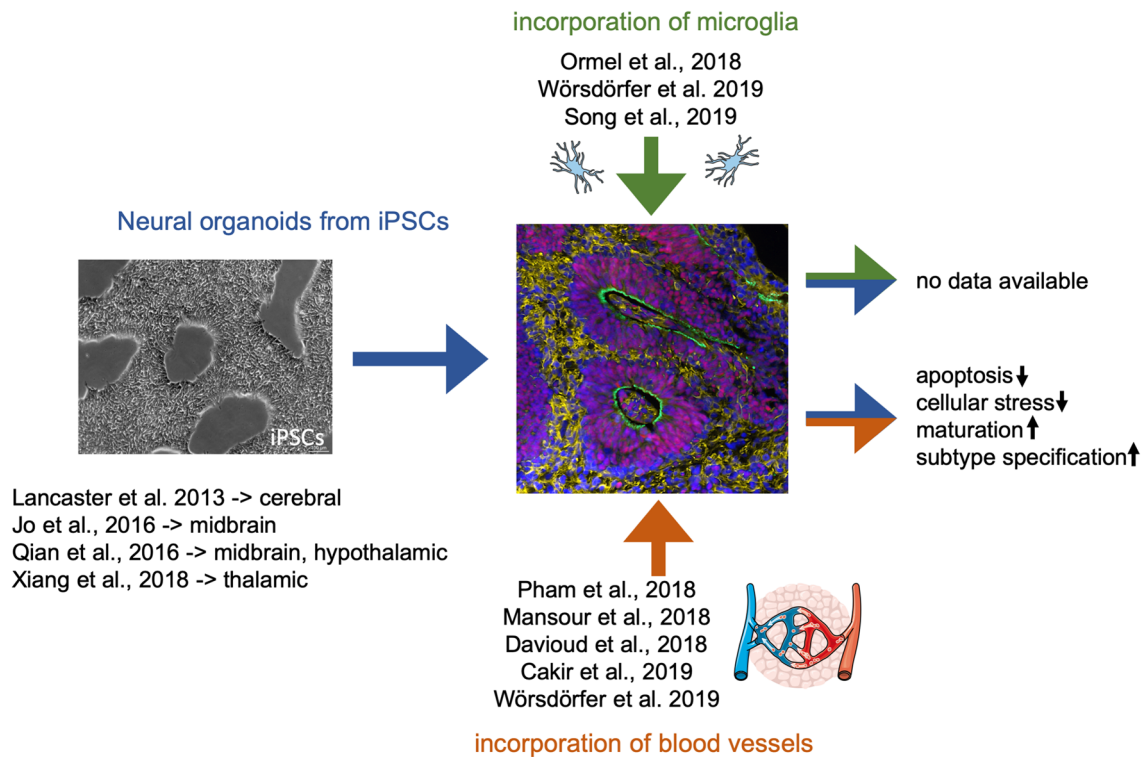 incorporation of microglia
Ormel et al., 2018
Wörsdörfer et al. 2019
Song et al., 2019
Neural organoids from iPSCs
iPSCs
Lancaster et al. 2013 -> cerebral
Jo et al., 2016 -> midbrain
Qian et al., 2016 -> midbrain, hypothalamic
Xiang et al., 2018 -> thalamic
no data available
apoptosis↓
cellular stress↓
maturation↑
subtype specification↑
Pham et al., 2018
Mansour et al., 2018
Davioud et al., 2018
Cakir et al., 2019
Wörsdörfer et al. 2019
incorporation of blood vessels